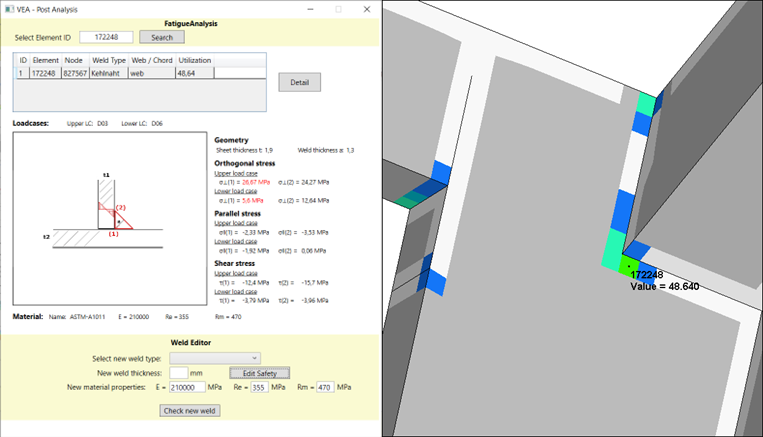 VEA - Post Analysis
FatigueAnalysis
Select Element ID 172248 Search
ID Element Node Weld Type Web / Chord Utilization
1 172248 827567 Kehlnaht web 48,64
Detail
Loadcases: Upper LC: D03 Lower LC: D06
t1
(2)
a
t2
(1)
Geometry
Sheet thickness t: 1,9 Weld thickness a: 1,3
Orthogonal stress
Upper load case
σ⊥(1) = 26,67 MPa σ⊥(2) = 24,27 MPa
Lower load case
σ⊥(1) = 5,6 MPa σ⊥(2) = 12,64 MPa
Parallel stress
Upper load case
σll(1) = -2,33 MPa σll(2) = -3,53 MPa
Lower load case
σll(1) = -1,92 MPa σll(2) = 0,06 MPa
Shear stress
Upper load case
τ(1) = -12,4 MPa τ(2) = -15,7 MPa
Lower load case
τ(1) = -3,79 MPa τ(2) = -3,96 MPa
Material: Name: ASTM-A1011 E = 210000 Re = 355 Rm = 470
Weld Editor
Select new weld type:
New weld thickness: mm Edit Safety
New material properties: E = 210000 MPa Re = 355 MPa Rm = 470 MPa
Check new weld
172248
Value = 48.640